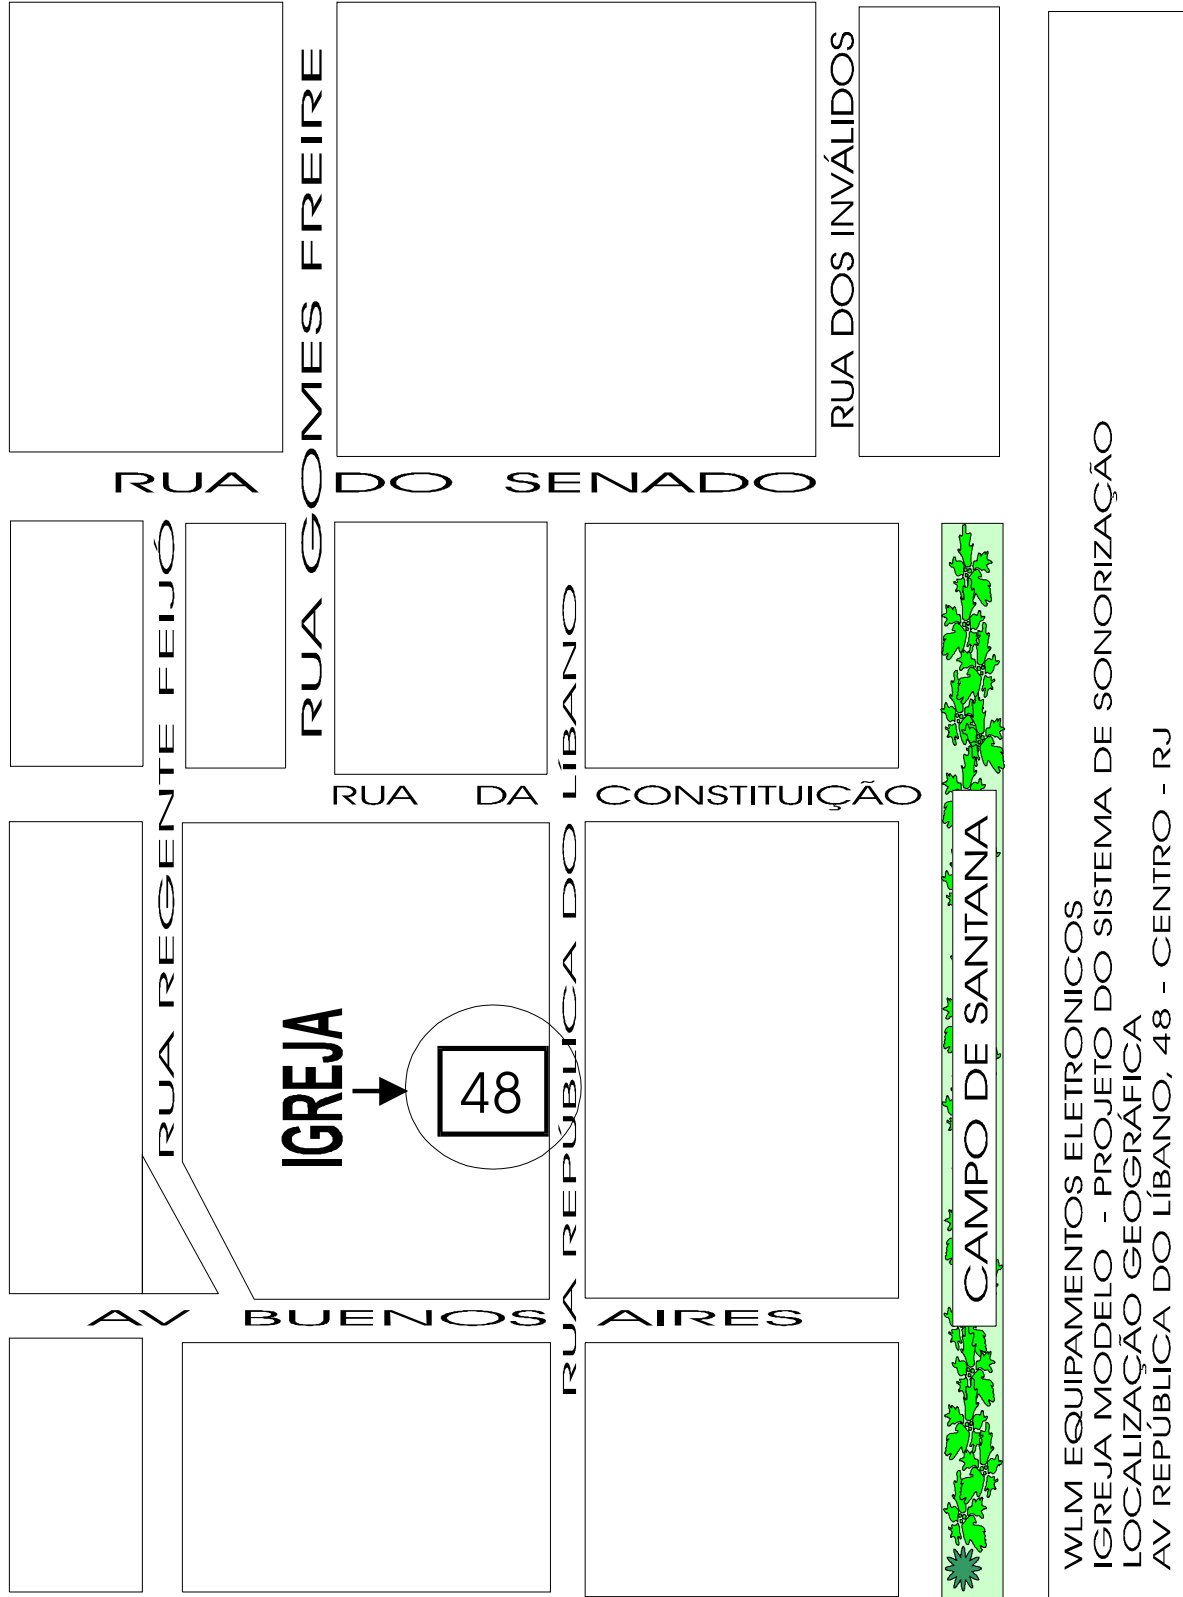 RUA GOMES FREIRE
RUA DOS INVÁLIDOS
RUA DO SENADO
RUA REGENTE FEIJÓ
RUA REPÚBLICA DO LÍBANO
RUA DA CONSTITUIÇÃO
IGREJA
48
AV BUENOS AIRES
CAMPO DE SANTANA
WLM EQUIPAMENTOS ELETRONICOS
IGREJA MODELO - PROJETO DO SISTEMA DE SONORIZAÇÃO
LOCALIZAÇÃO GEOGRÁFICA
AV REPÚBLICA DO LÍBANO, 48 - CENTRO - RJ